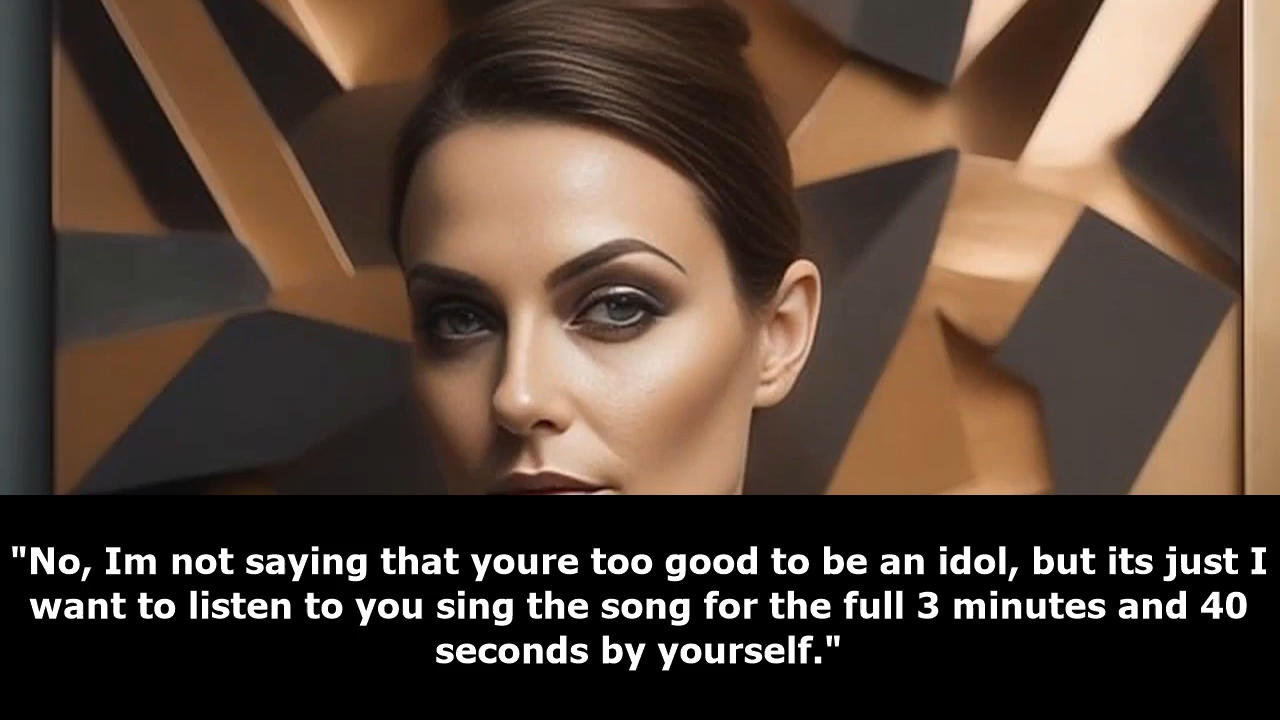 "No, Im not saying that youre too good to be an idol, but its just I
want to listen to you sing the song for the full 3 minutes and 40
seconds by yourself."